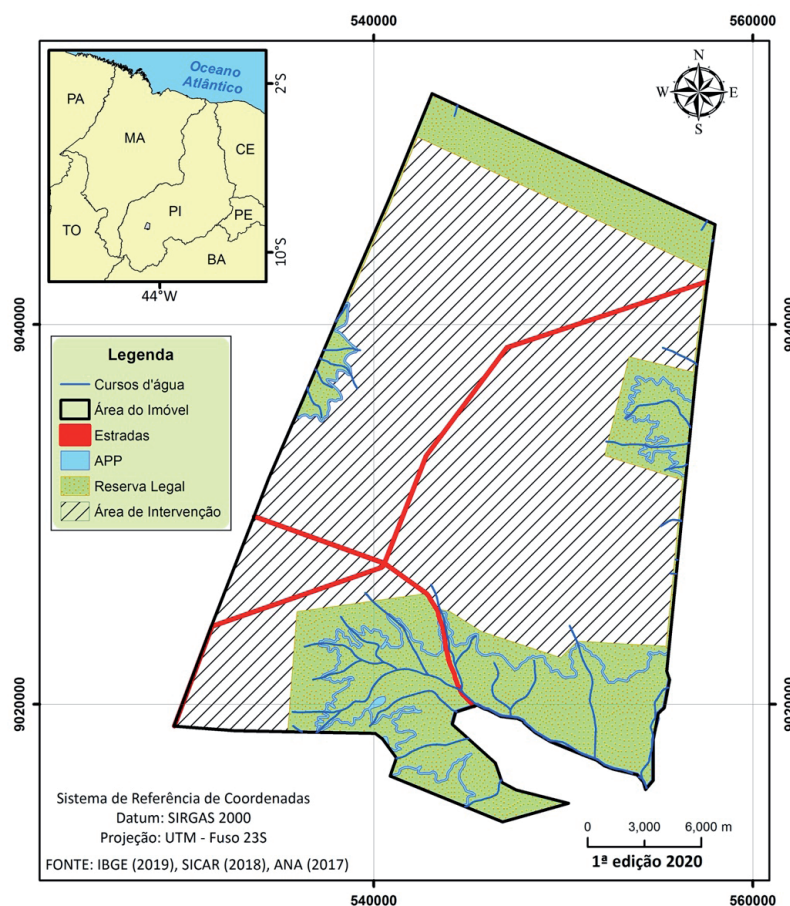 540000
560000
Oceano
Atlântico
2°S
PA
MA
CE
PI
PE
TO
BA
10°S
44°W
N
W
E
S
9040000
9040000
Legenda
Cursos d'água
Área do Imóvel
Estradas
APP
Reserva Legal
Área de Intervenção
9020000
9020000
Sistema de Referência de Coordenadas
Datum: SIRGAS 2000
Projeção: UTM - Fuso 23S
FONTE: IBGE (2019), SICAR (2018), ANA (2017)
0 3,000 6,000 m
1ª edição 2020
540000
560000